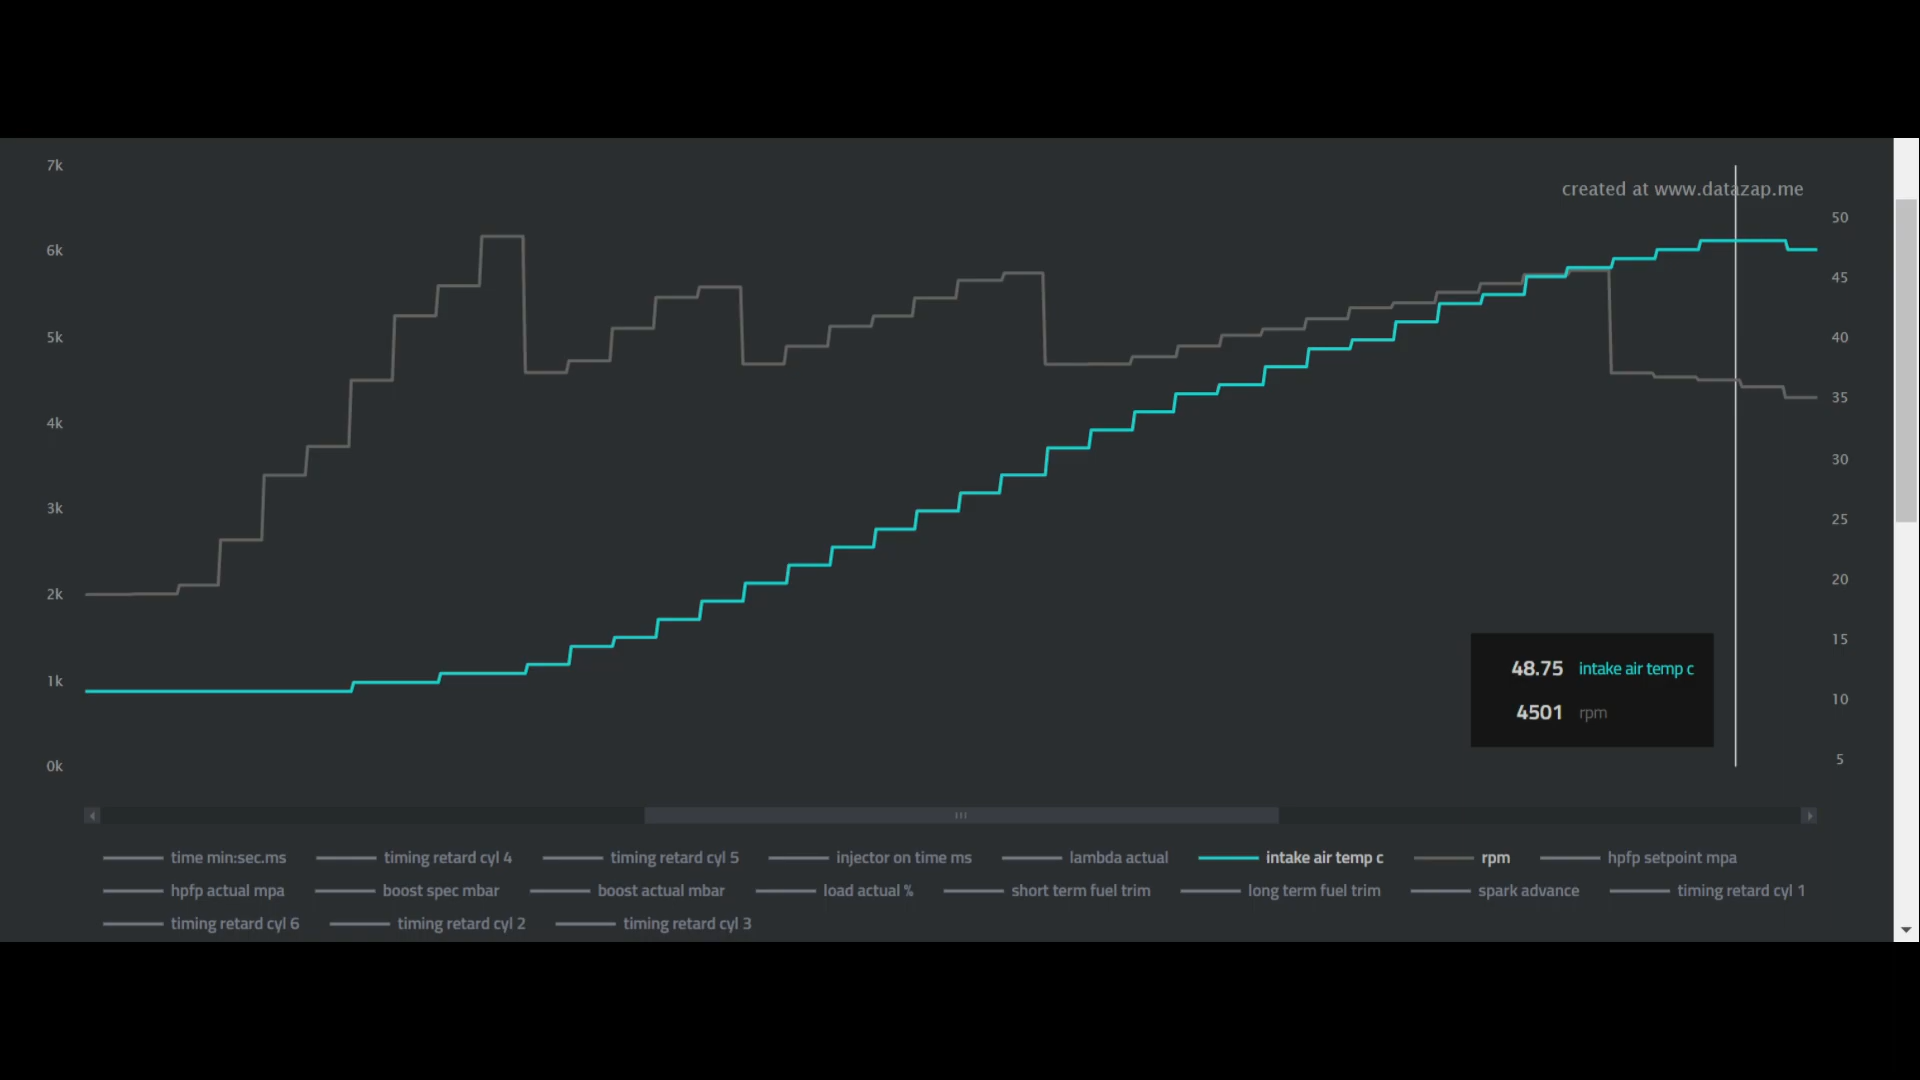 7k
created at www.datazap.me
50
6k
45
5k
40
4k
35
30
3k
25
2k
20
15
48.75 intake air temp c
1k
10
4501 rpm
0k
5
time min:sec.ms timing retard cyl 4 timing retard cyl 5 injector on time ms lambda actual intake air temp c rpm hpfp setpoint mpa
hpfp actual mpa boost spec mbar boost actual mbar load actual % short term fuel trim long term fuel trim spark advance timing retard cyl 1
timing retard cyl 6 timing retard cyl 2 timing retard cyl 3